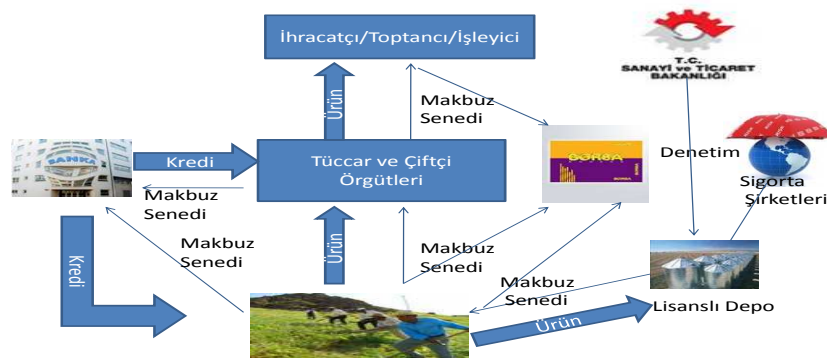 İhracatçı/Toptancı/İşleyici
T.C.
SANAYİ ve TİCARET
BAKANLIĞI
Ürün
Makbuz
Senedi
BANKA
Kredi
Tüccar ve Çiftçi
Örgütleri
BORSA
Denetim
Sigorta
Şirketleri
Makbuz
Senedi
Makbuz
Senedi
Kredi
Ürün
Makbuz
Senedi
Makbuz
Senedi
Lisanslı Depo
Ürün